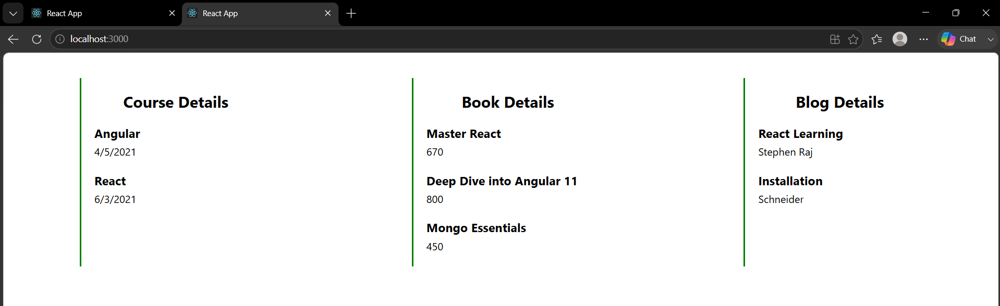 React App
React App
localhost:3000
Chat
Course Details
Angular
4/5/2021
React
6/3/2021
Book Details
Master React
670
Deep Dive into Angular 11
800
Mongo Essentials
450
Blog Details
React Learning
Stephen Raj
Installation
Schneider